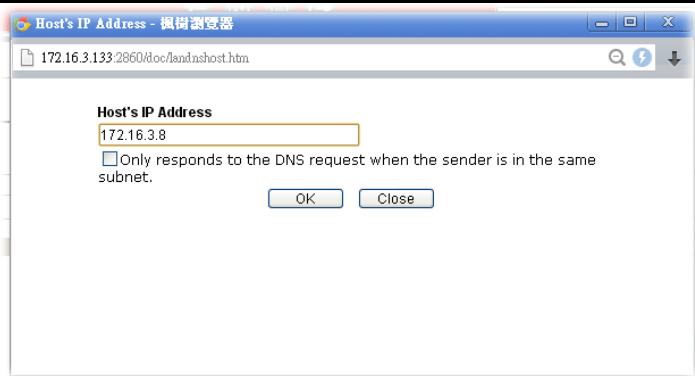 Host's IP Address - 楓樹瀏覽器
172.16.3.133:2860/doc/landnshost.htm
Host's IP Address
172.16.3.8
Only responds to the DNS request when the sender is in the same
subnet.
OK Close